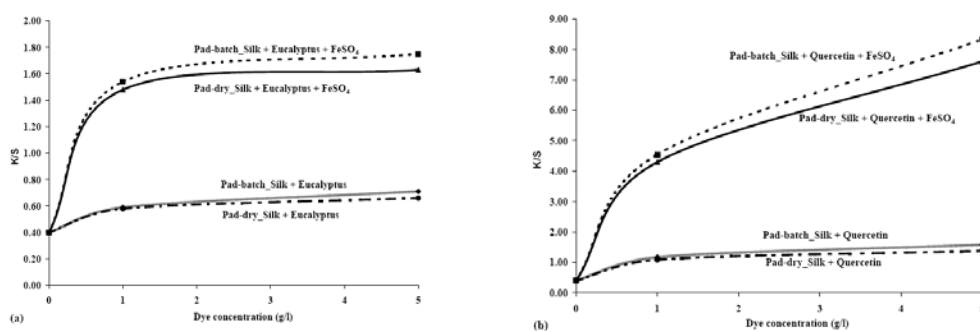 2.00
1.80
1.60
1.40
1.20
1.00
0.80
0.60
0.40
0.20
0.00
K/S
Pad-batch_Silk + Eucalyptus + FeSO₄
Pad-dry_Silk + Eucalyptus + FeSO₄
Pad-batch_Silk + Eucalyptus
Pad-dry_Silk + Eucalyptus
0 1 2 3 4 5
Dye concentration (g/l)
(a)
9.00
8.00
7.00
6.00
5.00
4.00
3.00
2.00
1.00
0.00
K/S
Pad-batch_Silk + Quercetin + FeSO₄
Pad-dry_Silk + Quercetin + FeSO₄
Pad-batch_Silk + Quercetin
Pad-dry_Silk + Quercetin
0 1 2 3 4
Dye concentration (g/l)
(b)